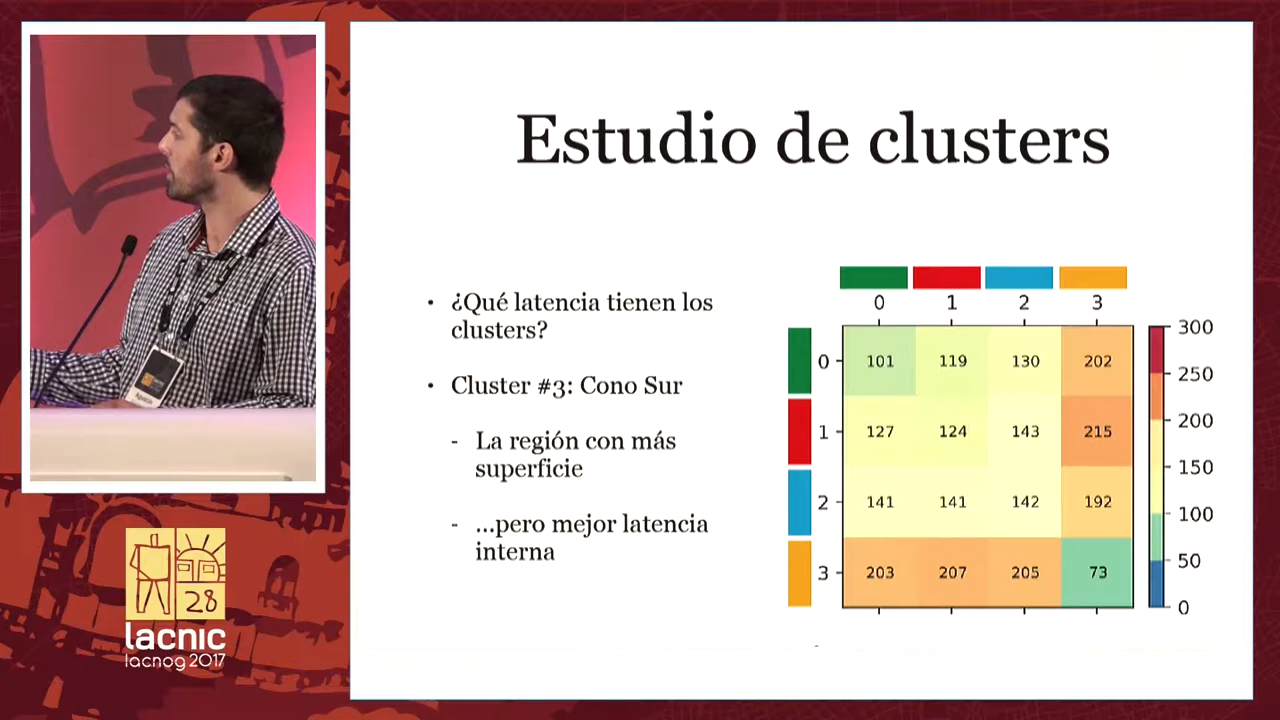 Estudio de clusters
• ¿Qué latencia tienen los
clusters?
• Cluster #3: Cono Sur
- La región con más
superficie
- ...pero mejor latencia
interna
0 1 2 3
0 101 119 130 202
1 127 124 143 215
2 141 141 142 192
3 203 207 205 73
300
250
200
150
100
50
0
28
lacnic
lacnog 2017